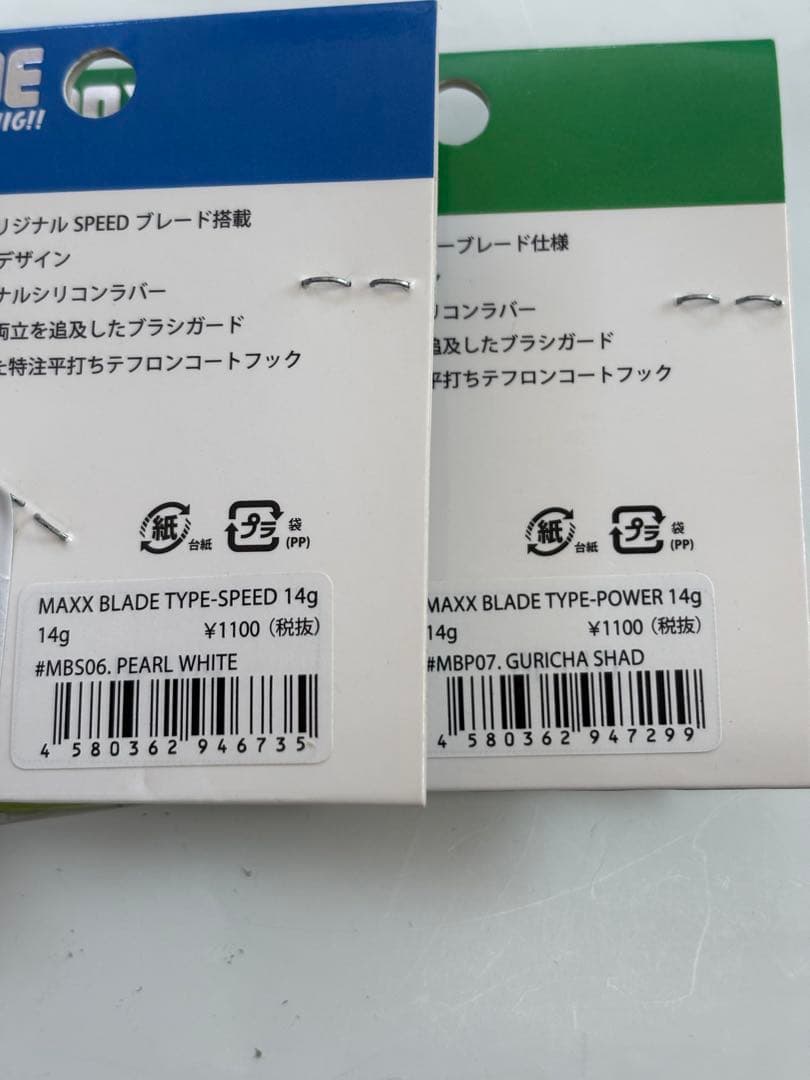 リジナル SPEED ブレード搭載
デザイン
ナルシリコンラバー
両立を追及したブラシガード
た特注平打ちテフロンコートフック
紙
台紙
プラ
袋
(PP)
MAXX BLADE TYPE-SPEED 14g
14g ¥1100（税抜）
#MBS06. PEARL WHITE
4 580362 946735
ーブレード仕様
リコンラバー
追及したブラシガード
平打ちテフロンコートフック
紙
台紙
プラ
袋
(PP)
MAXX BLADE TYPE-POWER 14g
14g ¥1100（税抜）
#MBP07. GURICHA SHAD
4 580362 947299